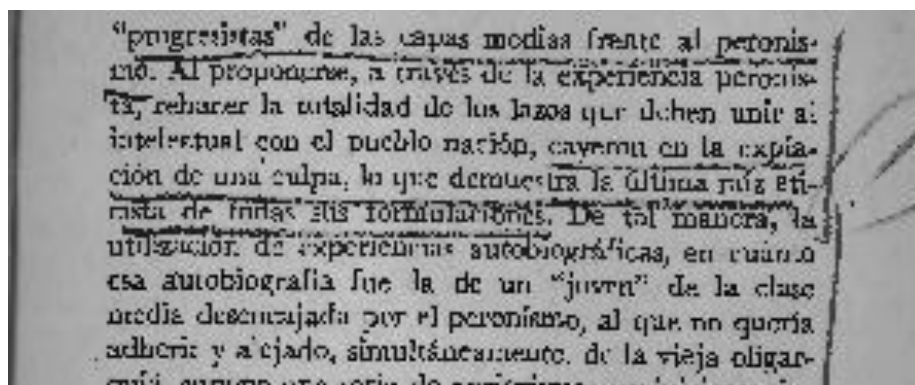 "progresistas" de las capas medias frente al peronis-
mo. Al proponerse, a través de la experiencia peronis-
ta, rehacer la totalidad de los lazos que deben unir al
intelectual con el pueblo nación, cayeron en la expia-
ción de una culpa, lo que demuestra la última raíz eti-
cista de todas sus formulaciones. De tal manera, la
utilización de experiencias autobiográficas, en cuanto
esa autobiografía fue la de un "joven" de la clase
media desencajada por el peronismo, al que no quería
adherir y alejado, simultáneamente, de la vieja oligar-
quía,